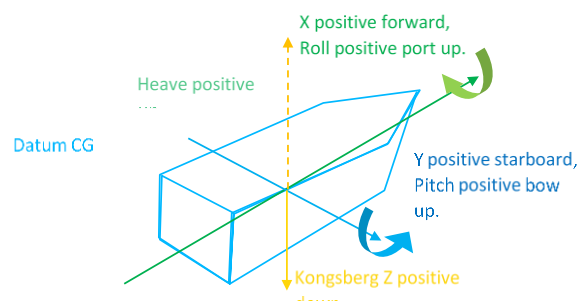 X positive forward,
Roll positive port up.
Heave positive
Datum CG
Y positive starboard,
Pitch positive bow
up.
Kongsberg Z positive